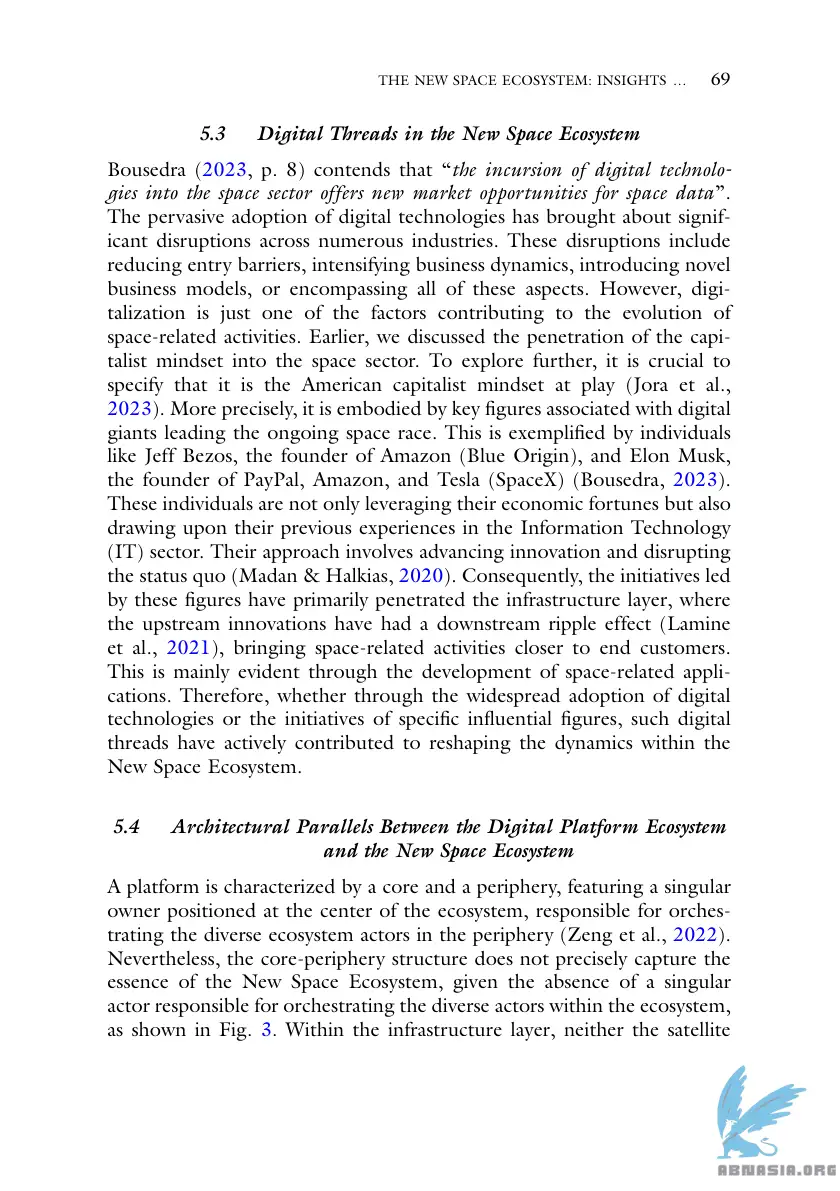 THE NEW SPACE ECOSYSTEM: INSIGHTS ... 69
5.3 Digital Threads in the New Space Ecosystem
Bousedra (2023, p. 8) contends that “the incursion of digital technolo-
gies into the space sector offers new market opportunities for space data”.
The pervasive adoption of digital technologies has brought about signif-
icant disruptions across numerous industries. These disruptions include
reducing entry barriers, intensifying business dynamics, introducing novel
business models, or encompassing all of these aspects. However, digi-
talization is just one of the factors contributing to the evolution of
space-related activities. Earlier, we discussed the penetration of the capi-
talist mindset into the space sector. To explore further, it is crucial to
specify that it is the American capitalist mindset at play (Jora et al.,
2023). More precisely, it is embodied by key figures associated with digital
giants leading the ongoing space race. This is exemplified by individuals
like Jeff Bezos, the founder of Amazon (Blue Origin), and Elon Musk,
the founder of PayPal, Amazon, and Tesla (SpaceX) (Bousedra, 2023).
These individuals are not only leveraging their economic fortunes but also
drawing upon their previous experiences in the Information Technology
(IT) sector. Their approach involves advancing innovation and disrupting
the status quo (Madan & Halkias, 2020). Consequently, the initiatives led
by these figures have primarily penetrated the infrastructure layer, where
the upstream innovations have had a downstream ripple effect (Lamine
et al., 2021), bringing space-related activities closer to end customers.
This is mainly evident through the development of space-related appli-
cations. Therefore, whether through the widespread adoption of digital
technologies or the initiatives of specific influential figures, such digital
threads have actively contributed to reshaping the dynamics within the
New Space Ecosystem.
5.4 Architectural Parallels Between the Digital Platform Ecosystem
and the New Space Ecosystem
A platform is characterized by a core and a periphery, featuring a singular
owner positioned at the center of the ecosystem, responsible for orches-
trating the diverse ecosystem actors in the periphery (Zeng et al., 2022).
Nevertheless, the core-periphery structure does not precisely capture the
essence of the New Space Ecosystem, given the absence of a singular
actor responsible for orchestrating the diverse actors within the ecosystem,
as shown in Fig. 3. Within the infrastructure layer, neither the satellite
ABNASIA.ORG